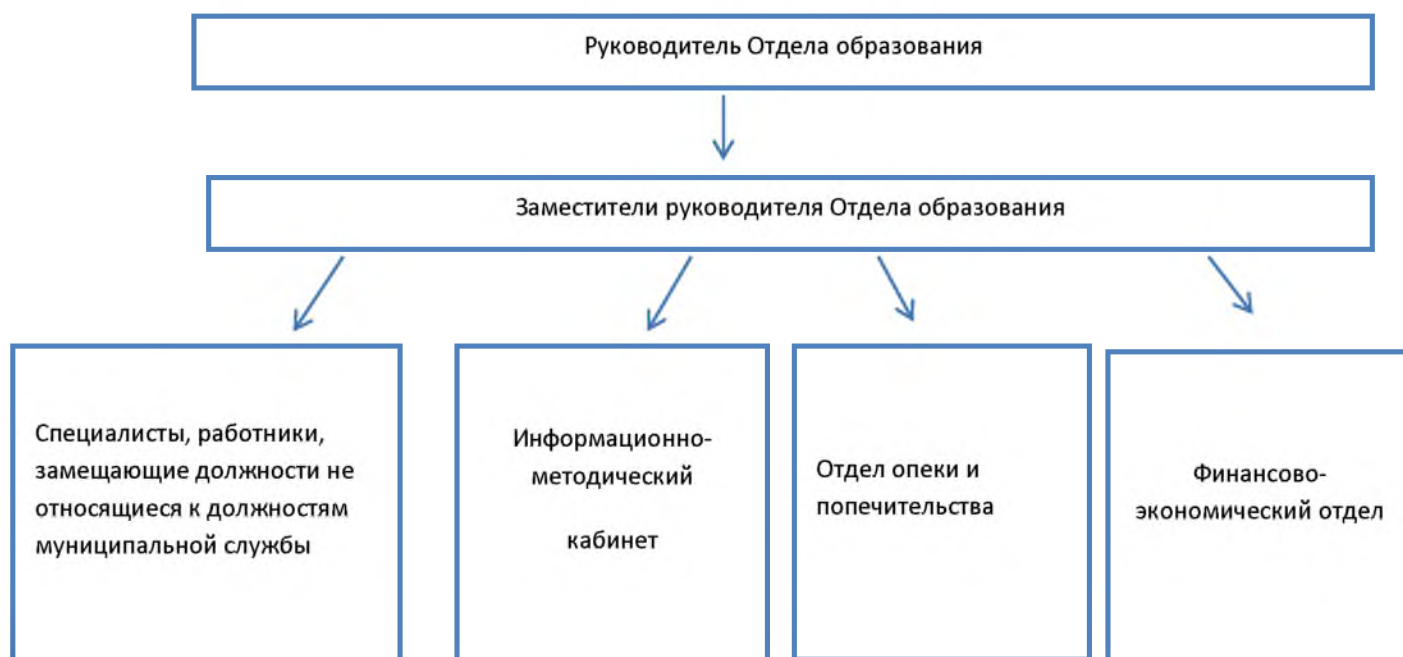 Руководитель Отдела образования
Заместители руководителя Отдела образования
Специалисты, работники,
замещающие должности не
относящиеся к должностям
муниципальной службы
Информационно-
методический
кабинет
Отдел опеки и
попечительства
Финансово-
экономический отдел